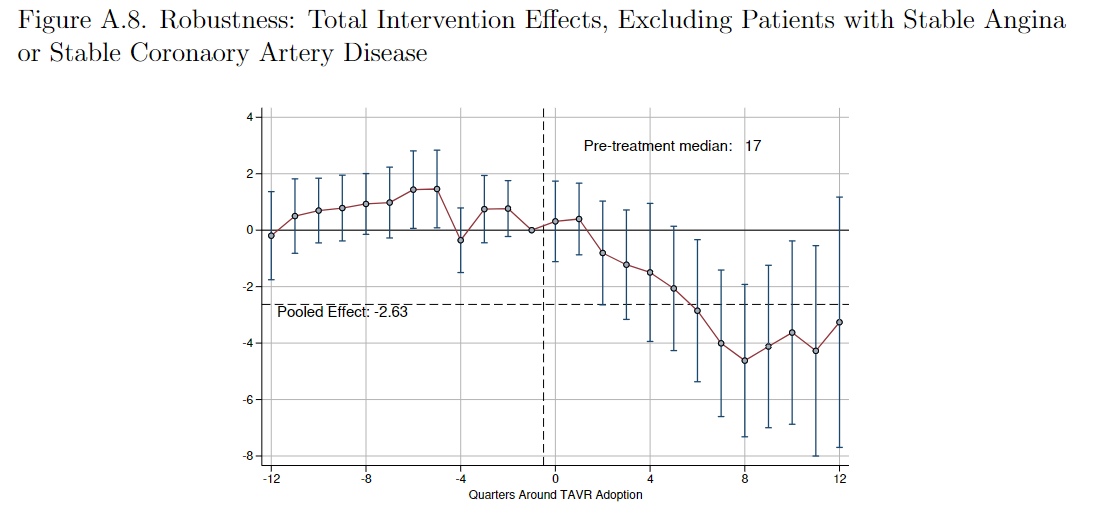 Figure A.8. Robustness: Total Intervention Effects, Excluding Patients with Stable Angina
or Stable Coronaory Artery Disease
4
Pre-treatment median: 17
2
0
-2
Pooled Effect: -2.63
-4
-6
-8
-12 -8 -4 0 4 8 12
Quarters Around TAVR Adoption